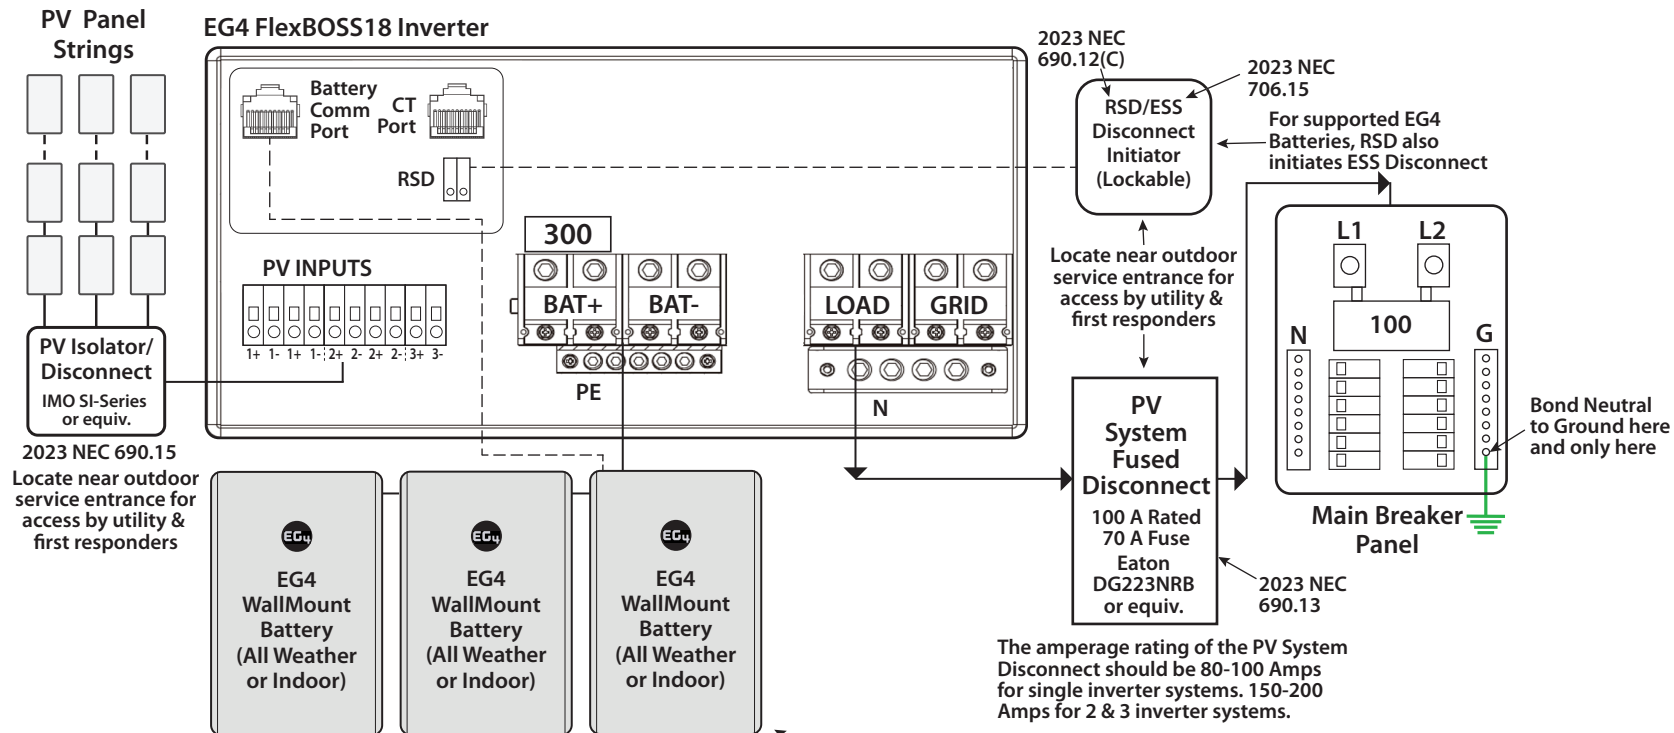 PV Panel
Strings
EG4 FlexBOSS18 Inverter
Battery
Comm
Port
CT
Port
RSD
300
PV INPUTS
1+ 1- 1+ 1- 2+ 2- 2+ 2- 3+ 3-
BAT+ BAT-
PE
LOAD GRID
N
PV Isolator/
Disconnect
IMO SI-Series
or equiv.
2023 NEC 690.15
Locate near outdoor
service entrance for
access by utility &
first responders
2023 NEC
690.12(C)
2023 NEC
706.15
RSD/ESS
Disconnect
Initiator
(Lockable)
For supported EG4
Batteries, RSD also
initiates ESS Disconnect
Locate near outdoor
service entrance for
access by utility &
first responders
PV
System
Fused
Disconnect
100 A Rated
70 A Fuse
Eaton
DG223NRB
or equiv.
2023 NEC
690.13
The amperage rating of the PV System
Disconnect should be 80-100 Amps
for single inverter systems. 150-200
Amps for 2 & 3 inverter systems.
L1 L2
100
N G
Bond Neutral
to Ground here
and only here
Main Breaker
Panel
EG4
EG4
WallMount
Battery
(All Weather
or Indoor)
EG4
EG4
WallMount
Battery
(All Weather
or Indoor)
EG4
EG4
WallMount
Battery
(All Weather
or Indoor)